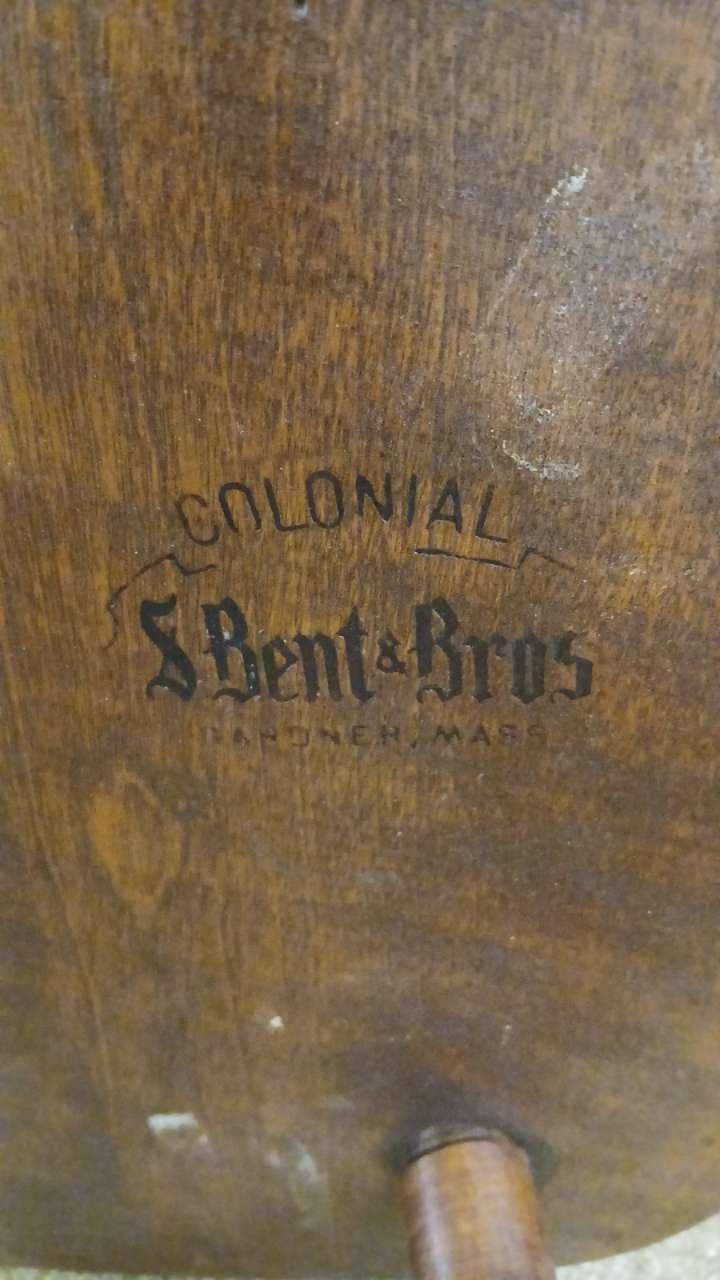 COLONIAL
S Bent & Bros
GARDNER, MASS